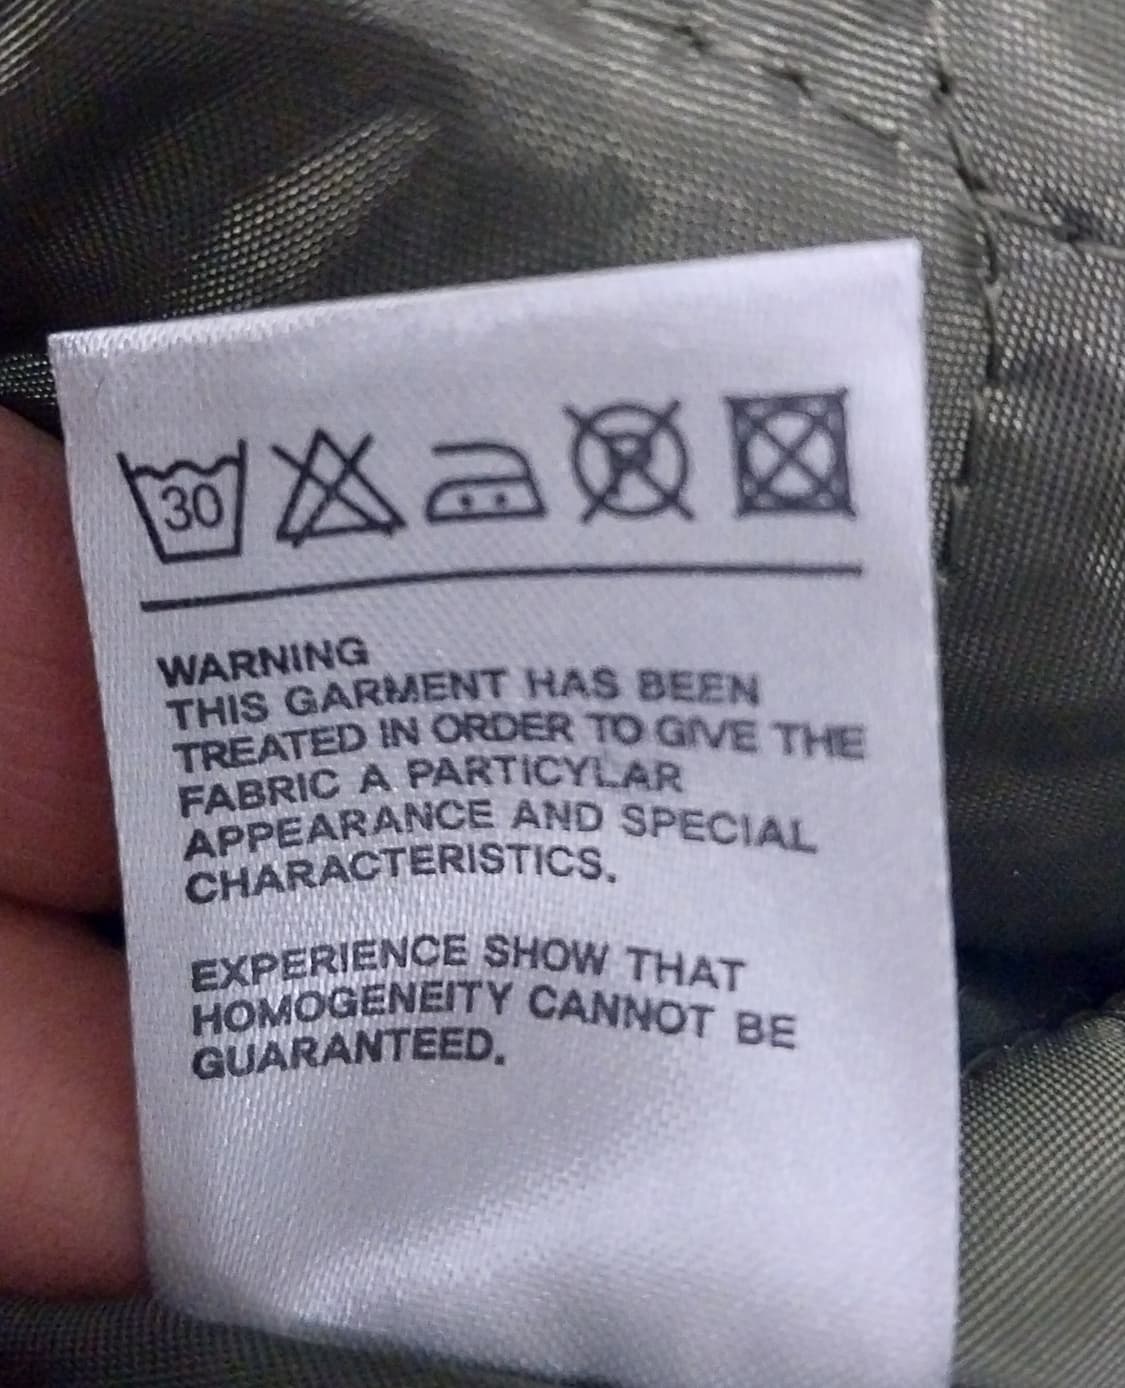 30
P
WARNING
THIS GARMENT HAS BEEN
TREATED IN ORDER TO GIVE THE
FABRIC A PARTICYLAR
APPEARANCE AND SPECIAL
CHARACTERISTICS.
EXPERIENCE SHOW THAT
HOMOGENEITY CANNOT BE
GUARANTEED.